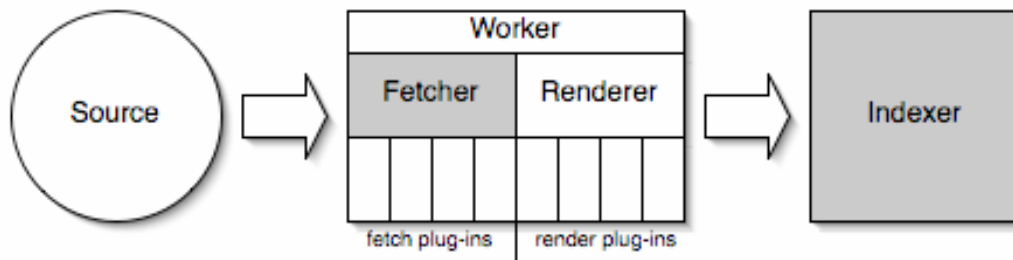 Source
Worker
Fetcher
Renderer
fetch plug-ins
render plug-ins
Indexer